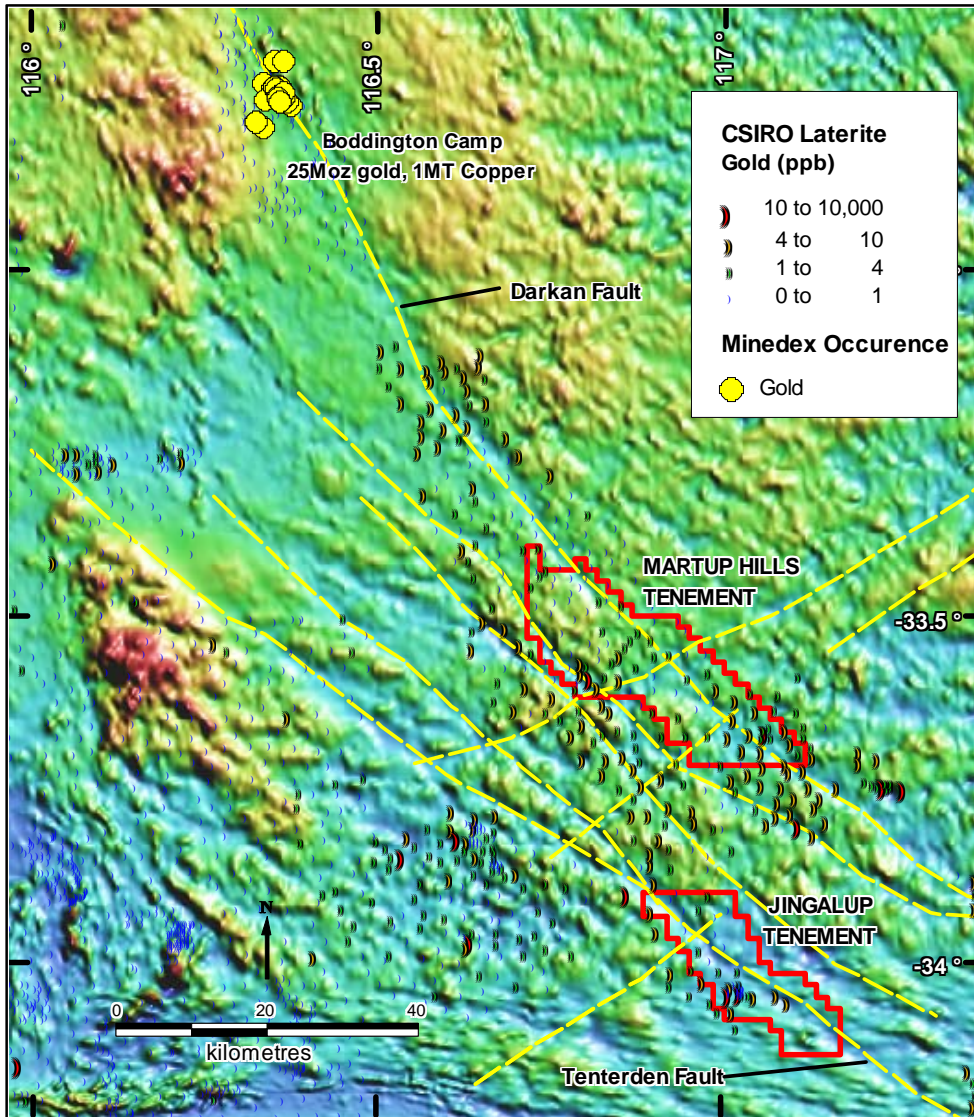 116 °
116.5 °
117 °
Boddington Camp
25Moz gold, 1MT Copper
CSIRO Laterite
Gold (ppb)
10 to 10,000
4 to 10
1 to 4
0 to 1
Minedex Occurence
Gold
Darkan Fault
MARTUP HILLS
TENEMENT
-33.5 °
JINGALUP
TENEMENT
-34 °
N
0 20 40
kilometres
Tenterden Fault